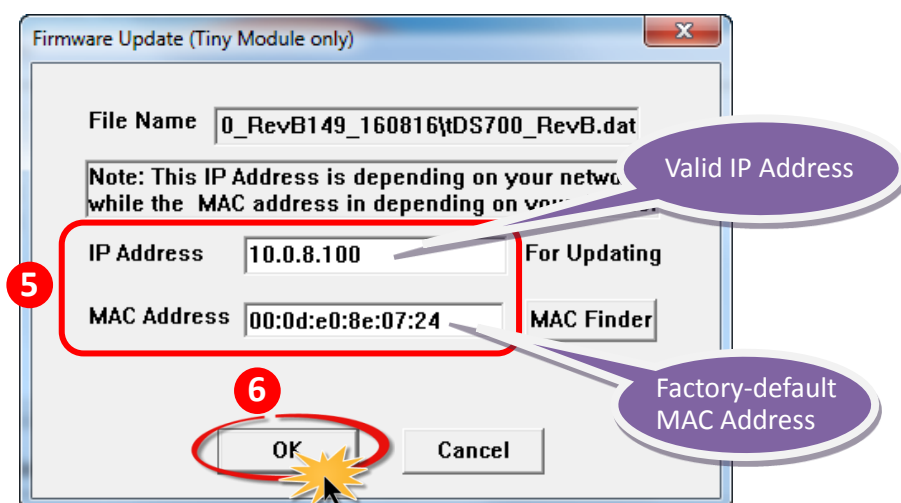 Firmware Update (Tiny Module only)
x
File Name 0_RevB149_160816\tDS700_RevB.dat
Note: This IP Address is depending on your
while the MAC address in depending on
Valid IP Address
5
IP Address 10.0.8.100 For Updating
MAC Address 00:0d:e0:8e:07:24 MAC Finder
Factory-default
MAC Address
6
OK Cancel